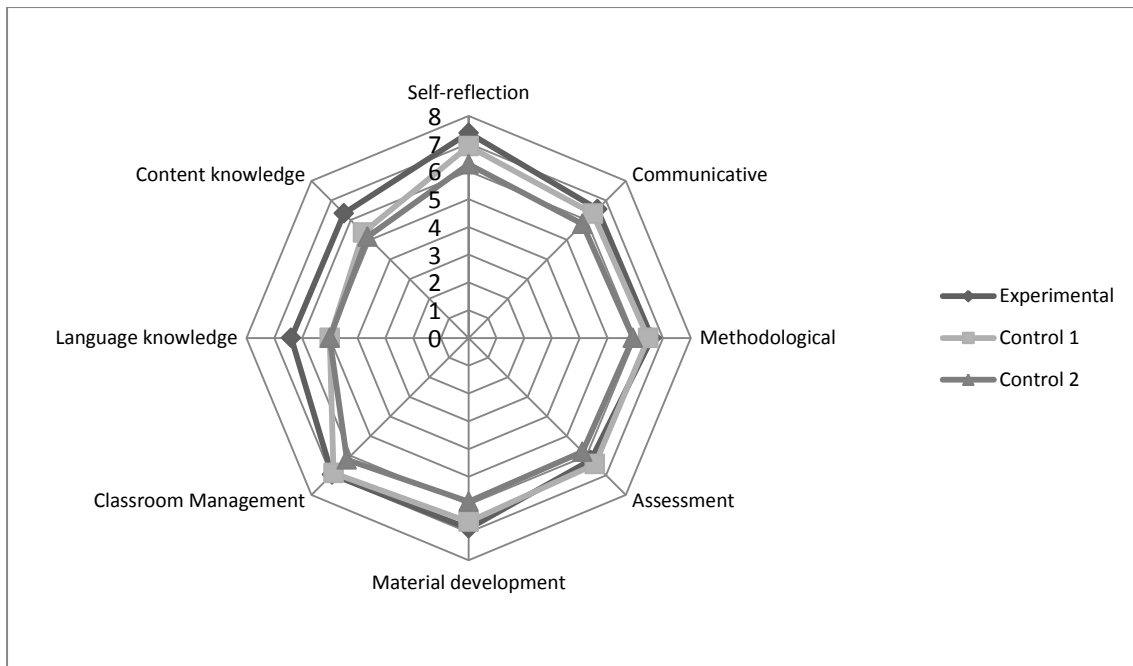 Self-reflection
8
7
6
5
4
3
2
1
0
Communicative
Methodological
Assessment
Material development
Classroom Management
Language knowledge
Content knowledge
Experimental
Control 1
Control 2